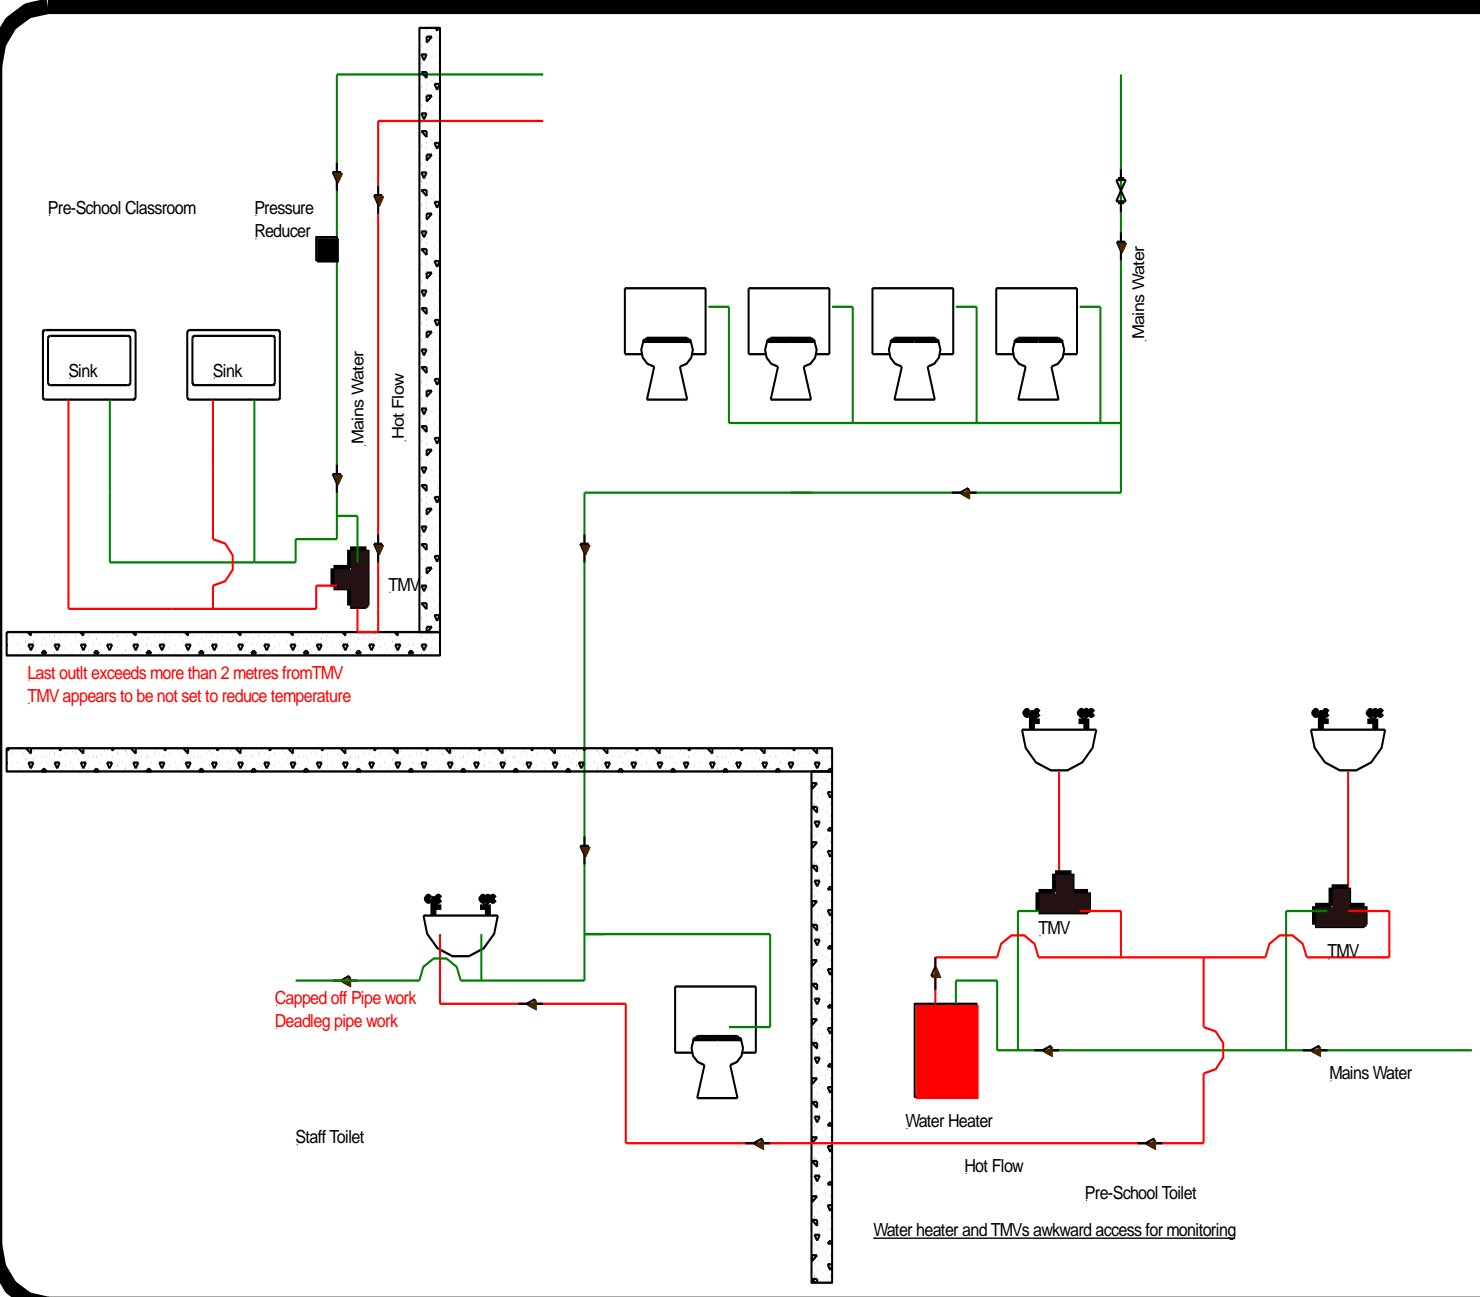 Pre-School Classroom
Pressure
Reducer
Mains Water
Sink
Sink
Mains Water
Hot Flow
TMV
Last outlt exceeds more than 2 metres fromTMV
TMV appears to be not set to reduce temperature
TMV
TMV
Capped off Pipe work
Deadleg pipe work
Mains Water
Water Heater
Staff Toilet
Hot Flow
Pre-School Toilet
Water heater and TMVs awkward access for monitoring